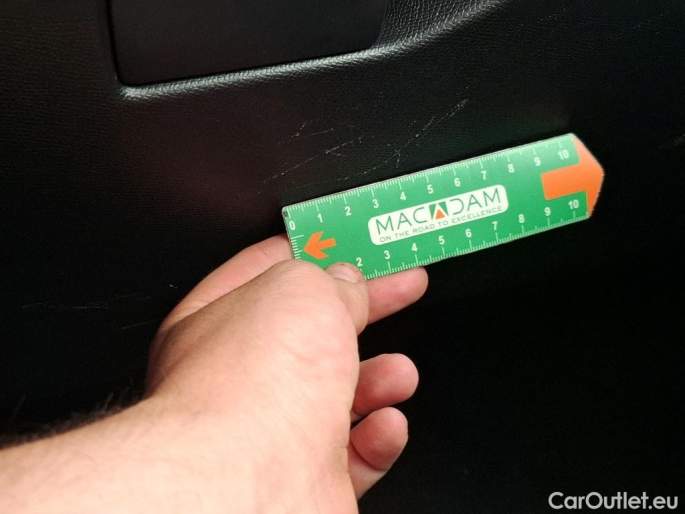 0 1 2 3 4 5 6 7 8 9 10
MACADAM
ON THE ROAD TO EXCELLENCE
2 3 4 5 6 7 8 9 10
CarOutlet.eu